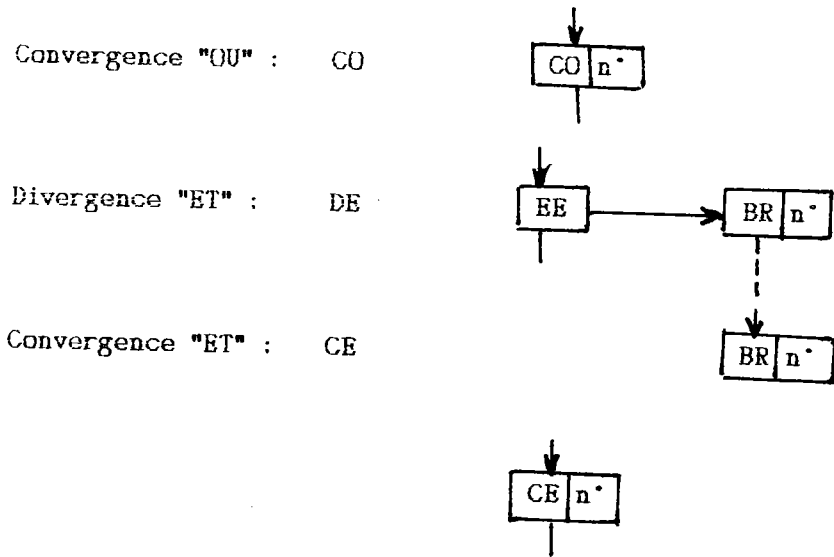 Convergence "OU" : CO CO n°
Divergence "ET" : DE EE BR n°
Convergence "ET" : CE BR n°
CE n°